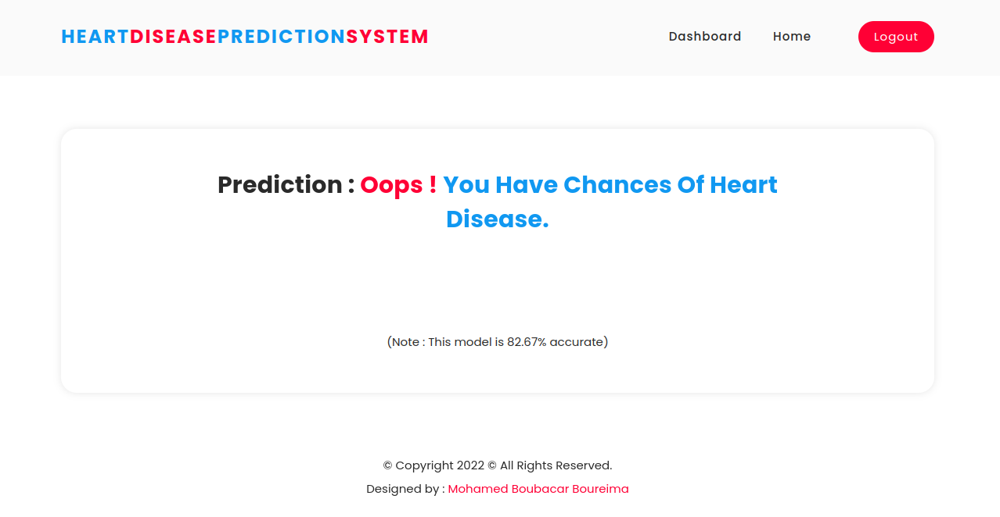 HEARTDISEASEPREDICTIONSYSTEM
Dashboard
Home
Logout
Prediction : Oops ! You Have Chances Of Heart
Disease.
(Note : This model is 82.67% accurate)
© Copyright 2022 © All Rights Reserved.
Designed by : Mohamed Boubacar Boureima